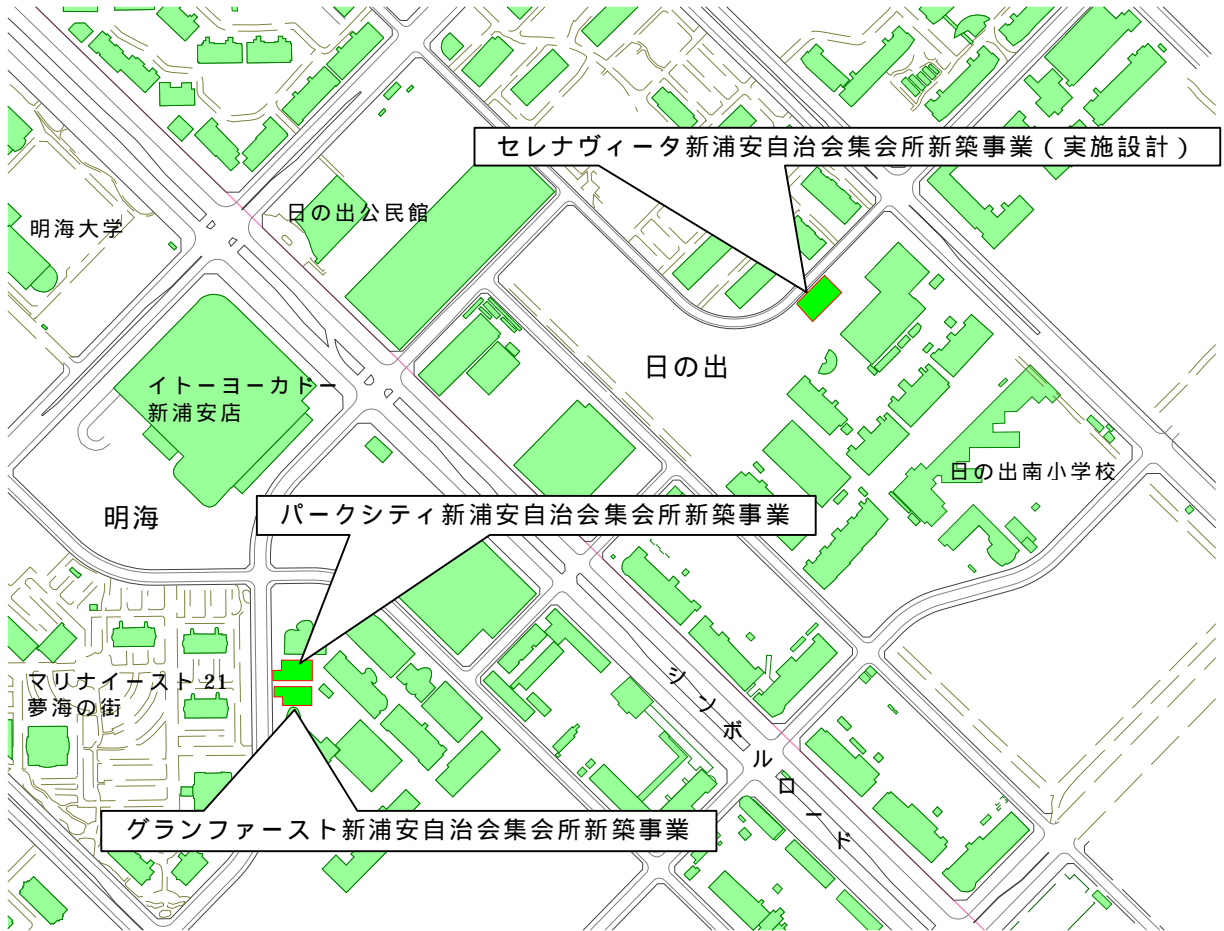 セレナヴィータ新浦安自治会集会所新築事業（実施設計）
日の出公民館
明海大学
日の出
イトーヨーカドー
新浦安店
日の出南小学校
明海
パークシティ新浦安自治会集会所新築事業
マリナイースト21
夢海の街
シンボルロード
グランファースト新浦安自治会集会所新築事業